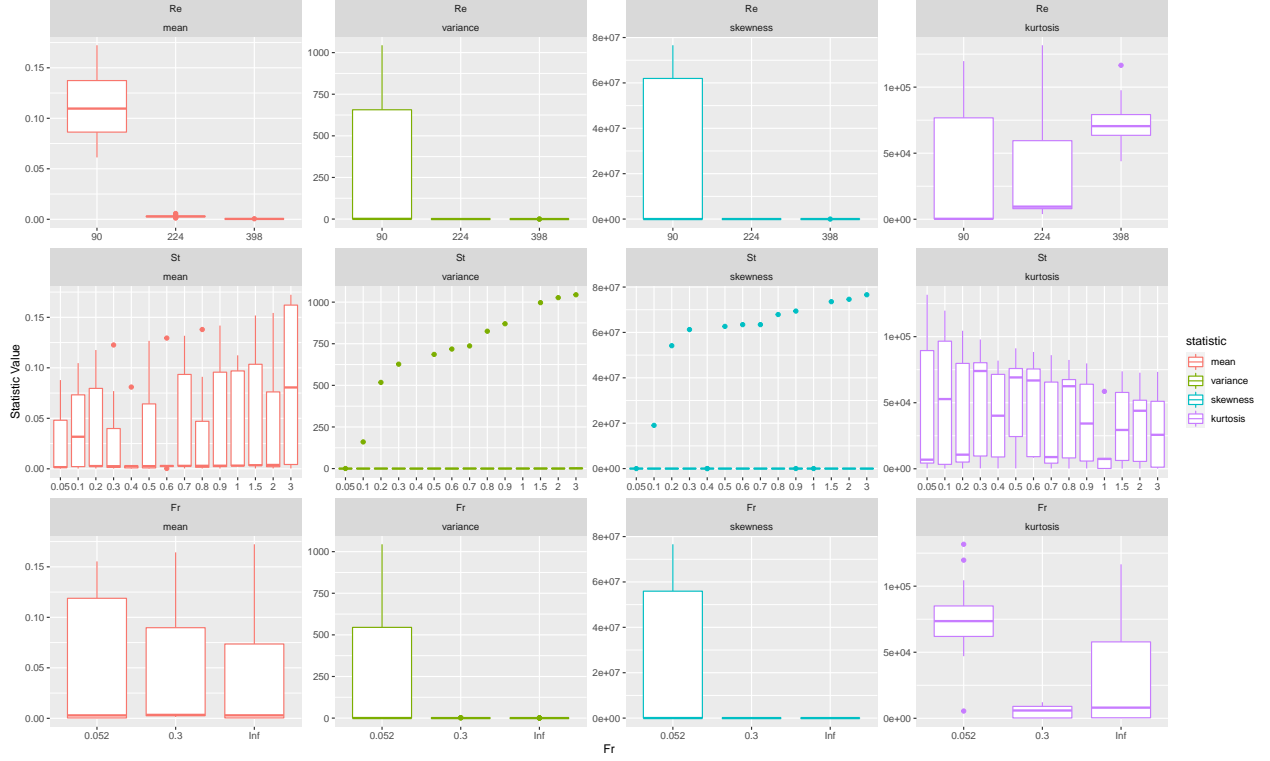 Re Re Re Re
mean variance skewness kurtosis
0.15 1000 8e+07 1e+05
0.10 750 6e+07 5e+04
0.05 500 4e+07 0e+00
0.00 250 2e+07
0 0e+00
90 224 398 90 224 398 90 224 398 90 224 398
St St St St
mean variance skewness kurtosis
0.15 1000 8e+07 1e+05
0.10 750 6e+07 5e+04
0.05 500 4e+07 0e+00
0.00 250 2e+07
0 0e+00
0.05 0.1 0.2 0.3 0.4 0.5 0.6 0.7 0.8 0.9 1 1.5 2 3 0.05 0.1 0.2 0.3 0.4 0.5 0.6 0.7 0.8 0.9 1 1.5 2 3 0.05 0.1 0.2 0.3 0.4 0.5 0.6 0.7 0.8 0.9 1 1.5 2 3 0.05 0.1 0.2 0.3 0.4 0.5 0.6 0.7 0.8 0.9 1 1.5 2 3
Fr Fr Fr Fr
mean variance skewness kurtosis
0.15 1000 8e+07 1e+05
0.10 750 6e+07 5e+04
0.05 500 4e+07 0e+00
0.00 250 2e+07
0 0e+00
0.052 0.3 Inf 0.052 0.3 Inf 0.052 0.3 Inf 0.052 0.3 Inf
Fr
Statistic Value
statistic
mean
variance
skewness
kurtosis